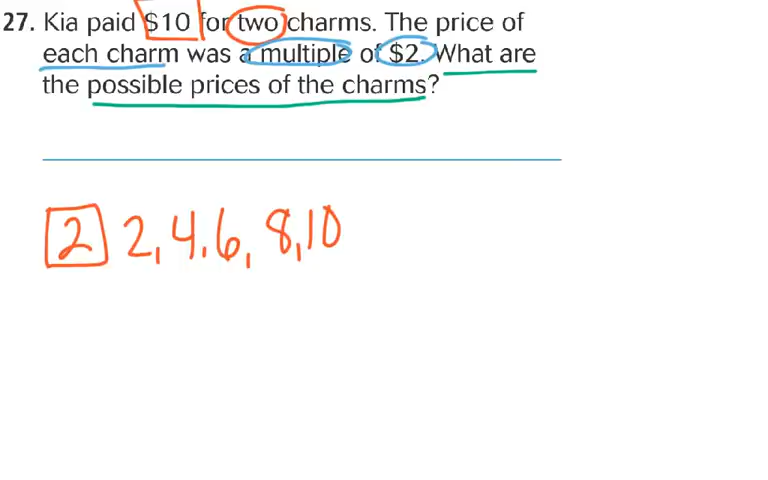 27. Kia paid $10 for two charms. The price of
each charm was a multiple of $2. What are
the possible prices of the charms?
2 2, 4, 6, 8, 10